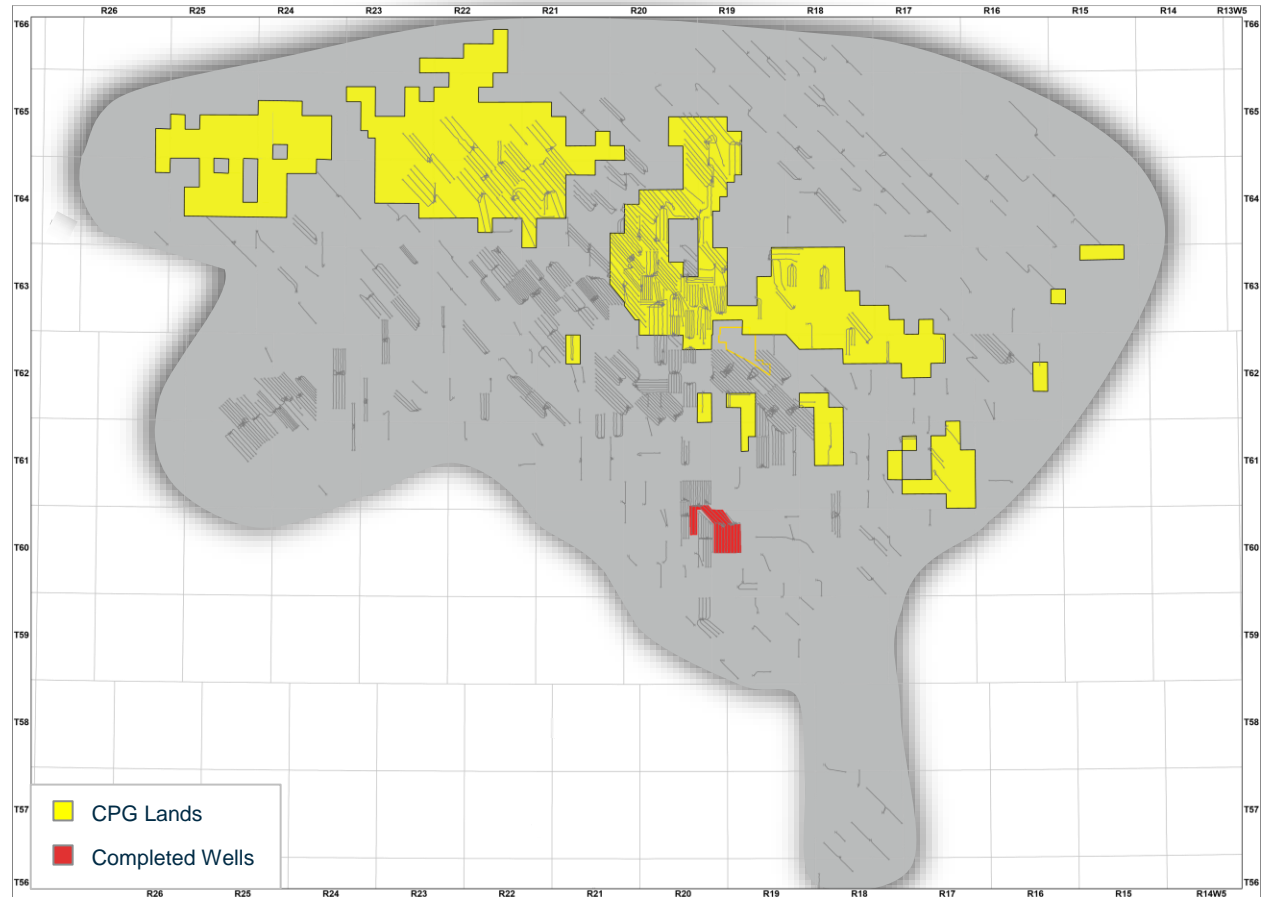 R26 R25 R24 R23 R22 R21 R20 R19 R18 R17 R16 R15 R14 R13W5
T66 T66
T65 T65
T64 T64
T63 T63
T62 T62
T61 T61
T60 T60
T59 T59
T58 T58
T57 T57
T56 T56
CPG Lands
Completed Wells
R26 R25 R24 R23 R22 R21 R20 R19 R18 R17 R16 R15 R14W5